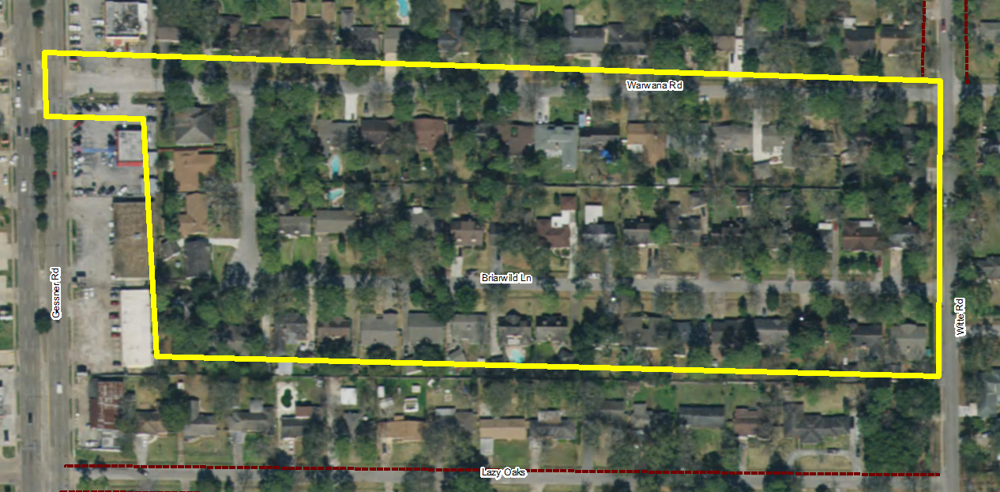 Warwana Rd
Briarwild Ln
Gessner Rd
Witte Rd
Lazy Oaks